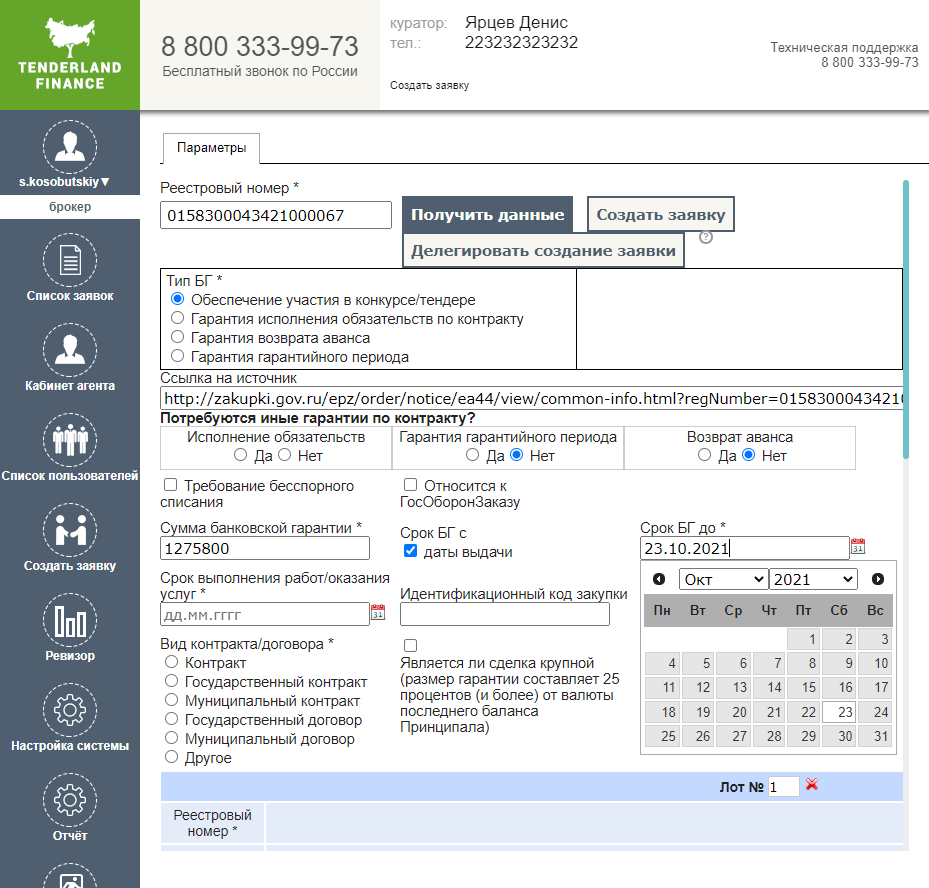 TENDERLAND
FINANCE
8 800 333-99-73
Бесплатный звонок по России
куратор: Ярцев Денис
тел.: 223232323232
Создать заявку
Техническая поддержка
8 800 333-99-73
s.kosobutskiy▼
брокер
Список заявок
Кабинет агента
Список пользователей
Создать заявку
Ревизор
Настройка системы
Отчёт
Параметры
Реестровый номер *
0158300043421000067
Получить данные
Создать заявку
Делегировать создание заявки
?
Тип БГ *
Обеспечение участия в конкурсе/тендере
Гарантия исполнения обязательств по контракту
Гарантия возврата аванса
Гарантия гарантийного периода
Ссылка на источник
http://zakupki.gov.ru/epz/order/notice/ea44/view/common-info.html?regNumber=01583000434210
Потребуются иные гарантии по контракту?
Исполнение обязательств Гарантия гарантийного периода Возврат аванса
Да Нет Да Нет Да Нет
Требование бесспорного
списания
Относится к
ГосОборонЗаказу
Сумма банковской гарантии *
1275800
Срок БГ с
даты выдачи
Срок БГ до *
23.10.2021
31
Срок выполнения работ/оказания
услуг *
дд.мм.гггг
31
Идентификационный код закупки
Окт 2021
Пн Вт Ср Чт Пт Сб Вс
1 2 3
4 5 6 7 8 9 10
11 12 13 14 15 16 17
18 19 20 21 22 23 24
25 26 27 28 29 30 31
Вид контракта/договора *
Контракт
Государственный контракт
Муниципальный контракт
Государственный договор
Муниципальный договор
Другое
Является ли сделка крупной
(размер гарантии составляет 25
процентов (и более) от валюты
последнего баланса
Принципала)
Лот № 1
Реестровый
номер *